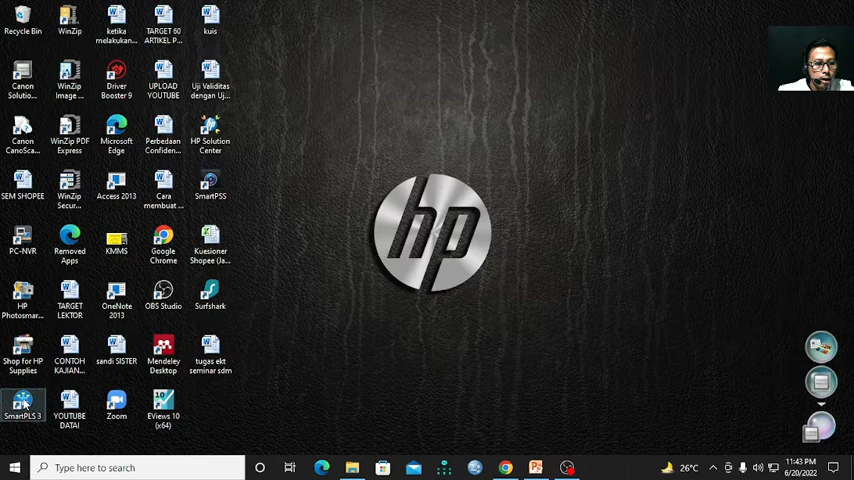 Recycle Bin
WinZip
ketika
melakukan...
TARGET 60
ARTIKEL P...
kuis
Canon
Solutio...
WinZip
Image ...
Driver
Booster 9
UPLOAD
YOUTUBE
Uji Validitas
dengan Uj...
Canon
CanoSca...
WinZip PDF
Express
Microsoft
Edge
Perbedaan
Confiden...
HP Solution
Center
SEM SHOPEE
WinZip
Secur...
Access 2013
Cara
membuat ...
SmartPSS
PC-NVR
Removed
Apps
KMMS
Google
Chrome
Kuesioner
Shopee (Ja...
HP
Photosmar...
TARGET
LEKTOR
OneNote
2013
OBS Studio
Surfshark
Shop for HP
Supplies
CONTOH
KAJIAN...
sandi SISTER
Mendeley
Desktop
tugas ekt
seminar sdm
SmartPLS 3
YOUTUBE
DATAI
Zoom
10
EViews 10
(x64)
hp
Type here to search
26°C
11:43 PM
6/20/2022